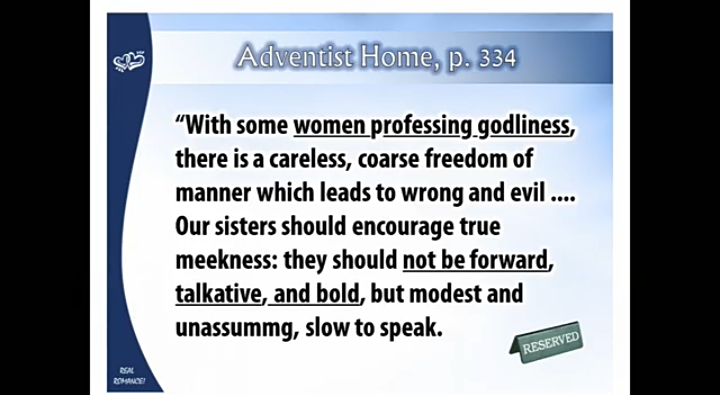 Adventist Home, p. 334
“With some women professing godliness,
there is a careless, coarse freedom of
manner which leads to wrong and evil ....
Our sisters should encourage true
meekness: they should not be forward,
talkative, and bold, but modest and
unassummg, slow to speak.
RESERVED
REAL
ROMANCE!